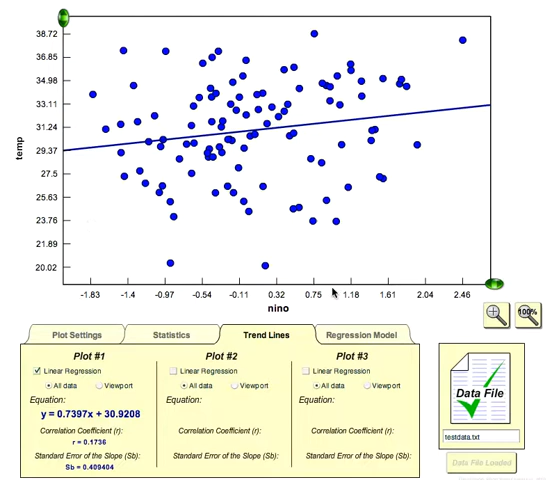 38.72
36.85
34.98
33.11
31.24
29.37
27.5
25.63
23.76
21.89
20.02
temp
-1.83 -1.4 -0.97 -0.54 -0.11 0.32 0.75 1.18 1.61 2.04 2.46
nino
100%
Plot Settings Statistics Trend Lines Regression Model
Plot #1 Plot #2 Plot #3
Linear Regression Linear Regression Linear Regression
All data Viewport All data Viewport All data Viewport
Equation: Equation: Equation:
y = 0.7397x + 30.9208
Correlation Coefficient (r): Correlation Coefficient (r): Correlation Coefficient (r):
r = 0.1736
Standard Error of the Slope (Sb): Standard Error of the Slope (Sb): Standard Error of the Slope (Sb):
Sb = 0.409404
Data File
testdata.txt
Data File Loaded